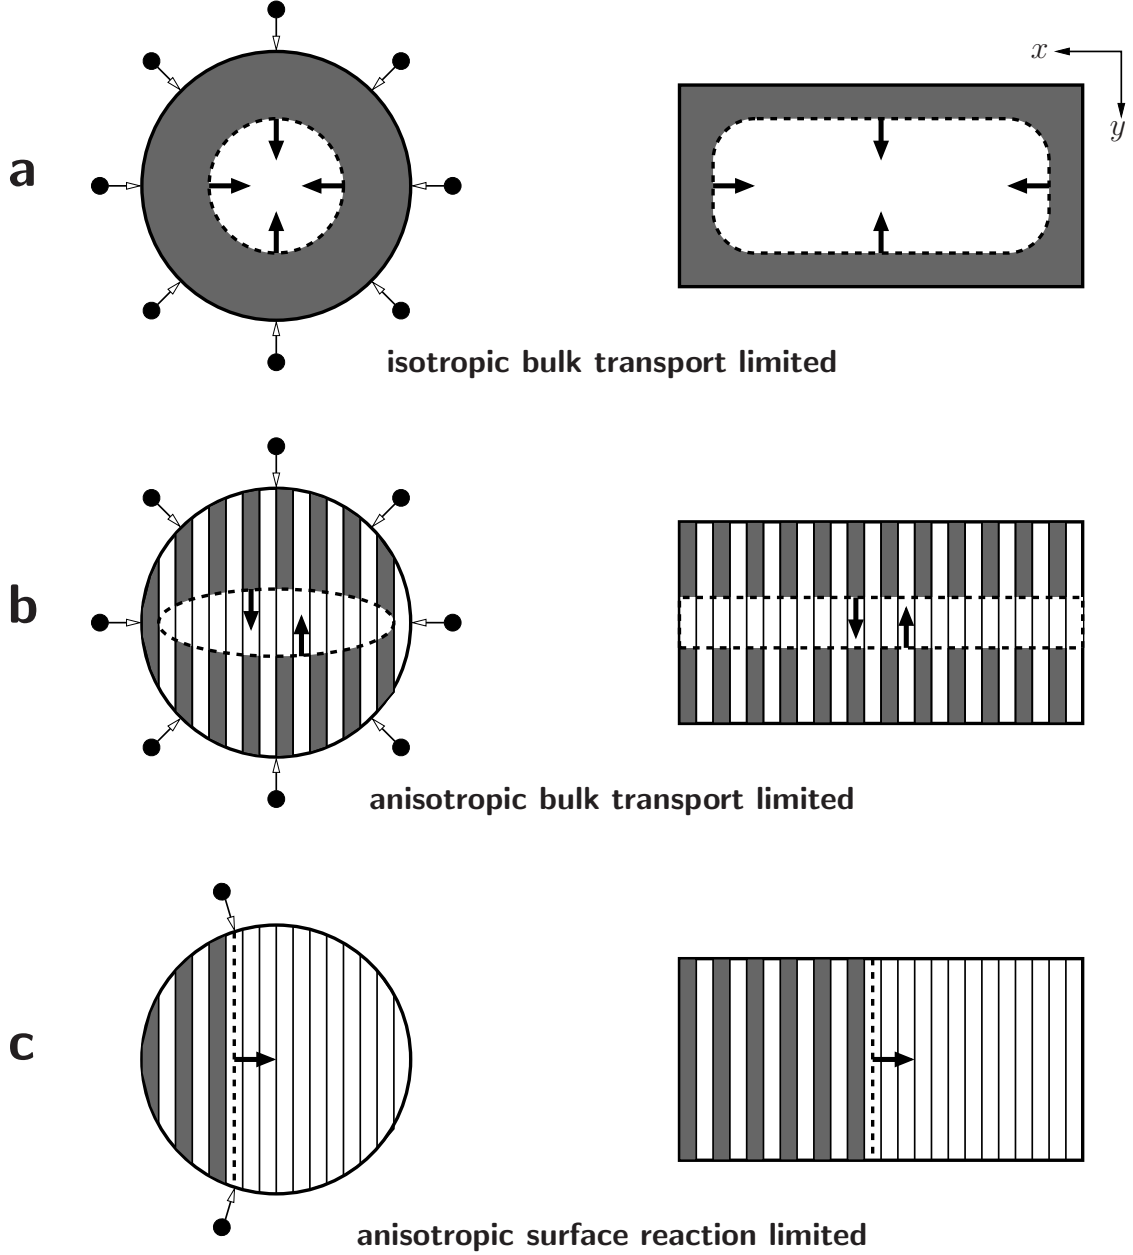 x
y
a
isotropic bulk transport limited
b
anisotropic bulk transport limited
c
anisotropic surface reaction limited